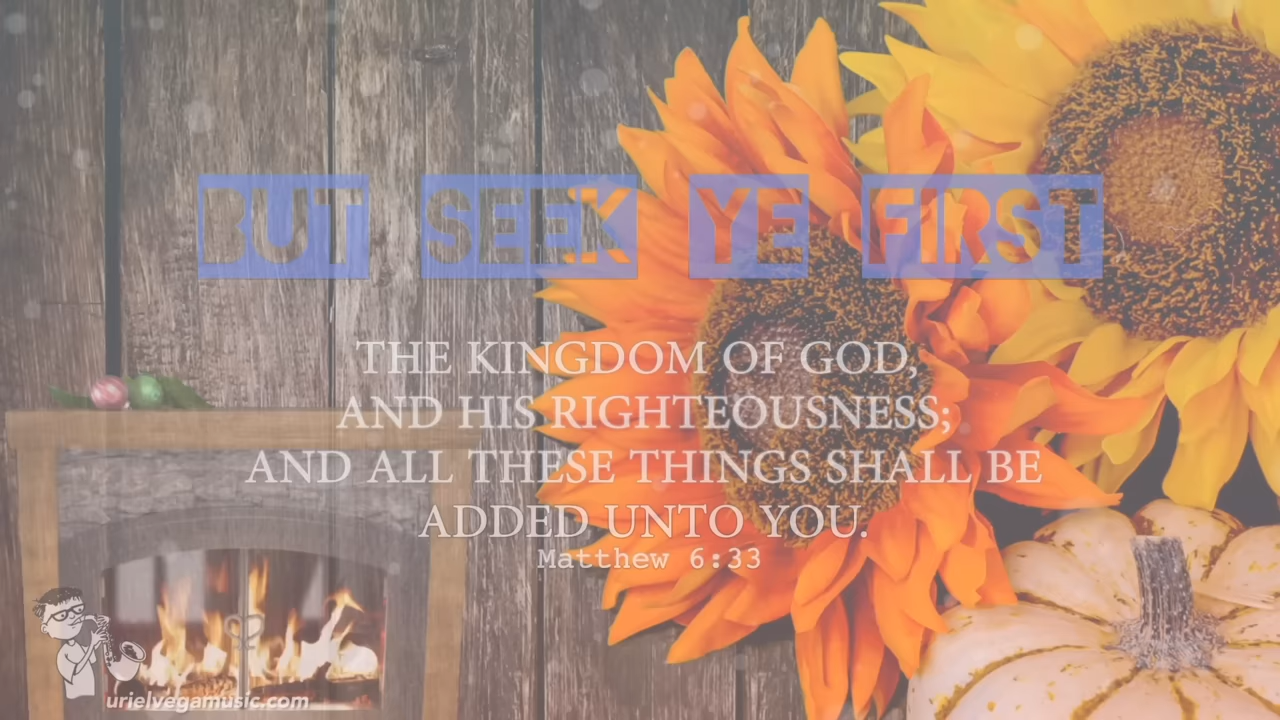 BUT SEEK YE FIRST
THE KINGDOM OF GOD,
AND HIS RIGHTEOUSNESS;
AND ALL THESE THINGS SHALL BE
ADDED UNTO YOU.
Matthew 6:33
urielvegamusic.com